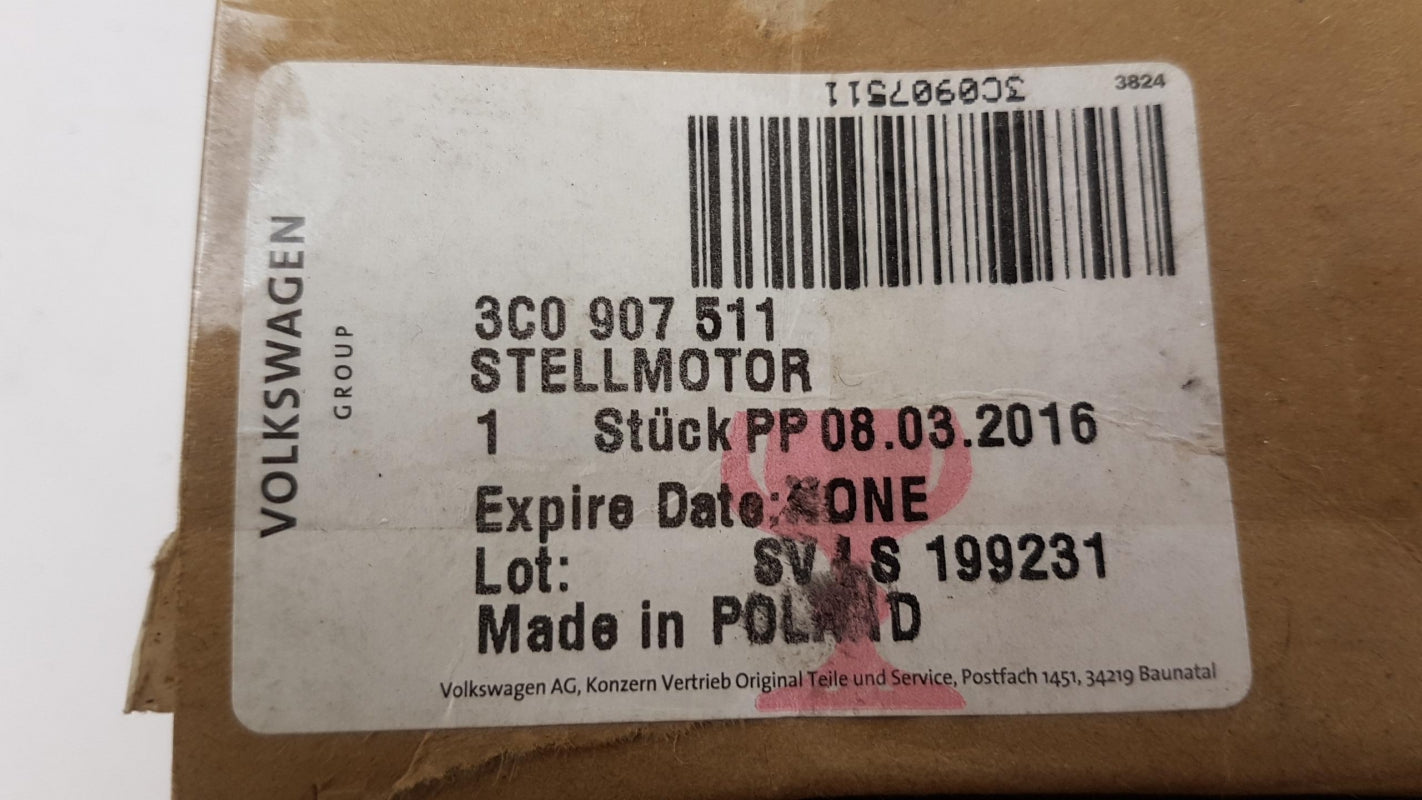 3C0907511
3824
VOLKSWAGEN
GROUP
3C0 907 511
STELLMOTOR
1 Stück PP 08.03.2016
Expire Date: NONE
Lot: S 199231
Made in POLAND
Volkswagen AG, Konzern Vertrieb Original Teile und Service, Postfach 1451, 34219 Baunatal